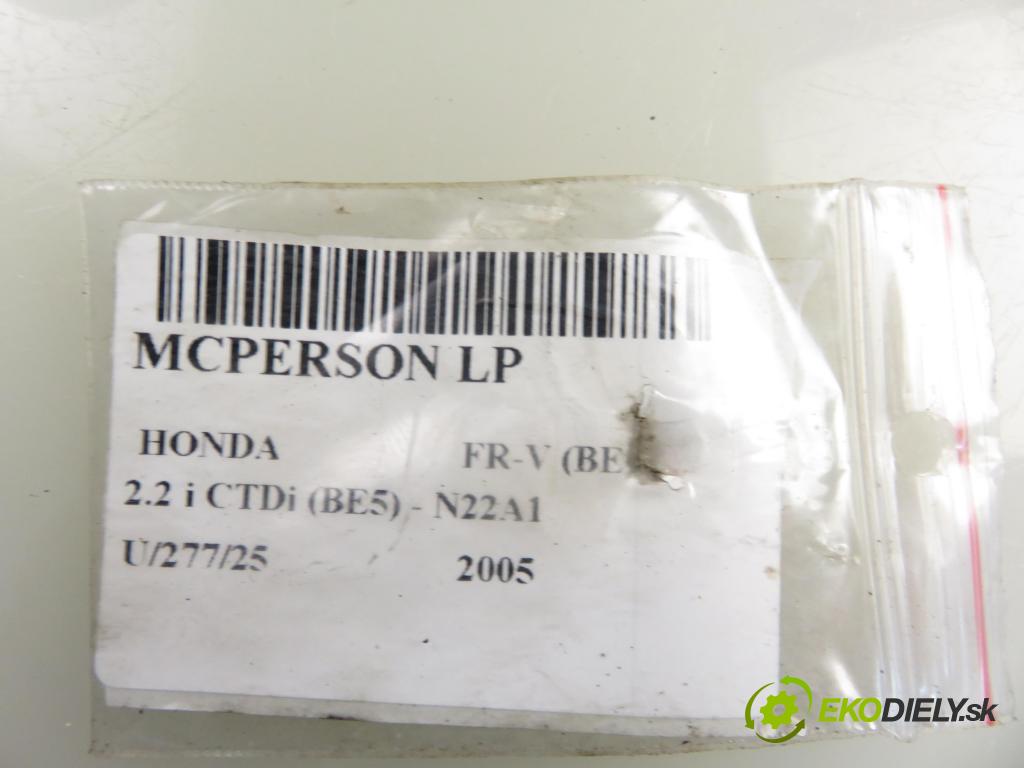 MCPERSON LP
HONDA FR-V (BE
2.2 i CTDi (BE5) - N22A1
U/277/25 2005
EKODIELY.sk